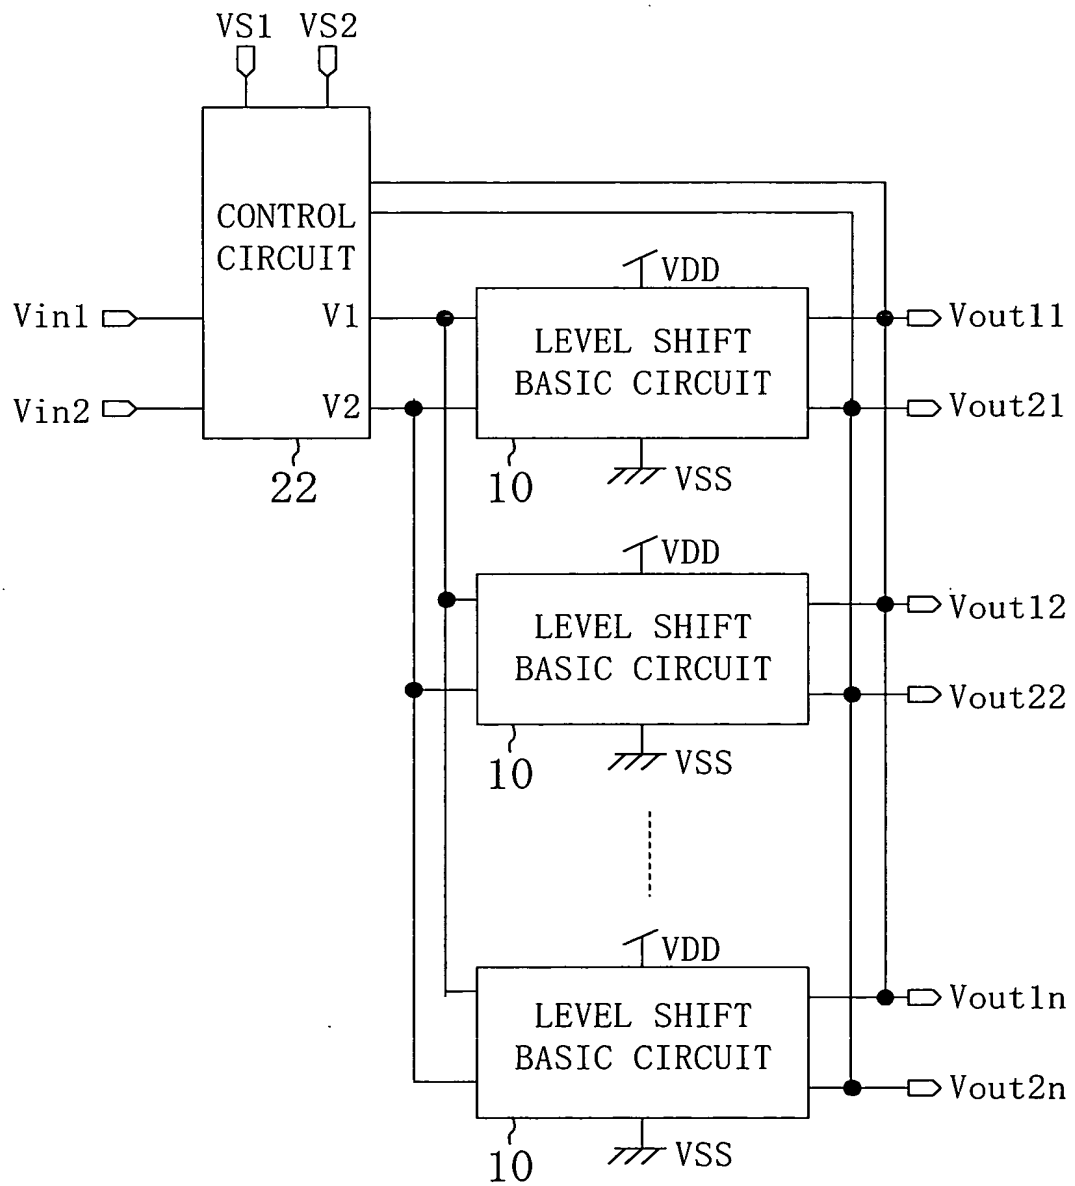 VS1 VS2
CONTROL
CIRCUIT
VDD
Vin1
V1
LEVEL SHIFT
BASIC CIRCUIT
Vout11
Vin2
V2
Vout21
22
10
VSS
VDD
LEVEL SHIFT
BASIC CIRCUIT
Vout12
Vout22
10
VSS
VDD
LEVEL SHIFT
BASIC CIRCUIT
Vout1n
Vout2n
10
VSS